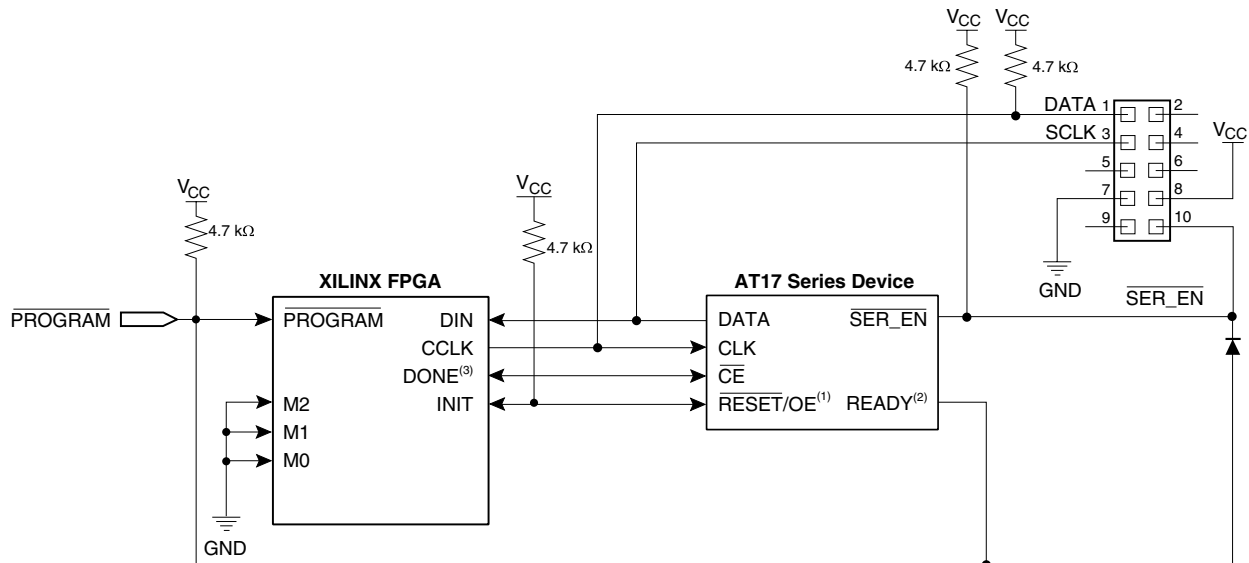 VCC
VCC
4.7 kΩ
4.7 kΩ
DATA 1
2
SCLK 3
4
VCC
5
6
7
8
9
10
VCC
4.7 kΩ
VCC
4.7 kΩ
GND
SER_EN
XILINX FPGA
AT17 Series Device
PROGRAM
PROGRAM
DIN
DATA
SER_EN
CCLK
CLK
DONE(3)
CE
M2
INIT
RESET/OE(1)
READY(2)
M1
M0
GND